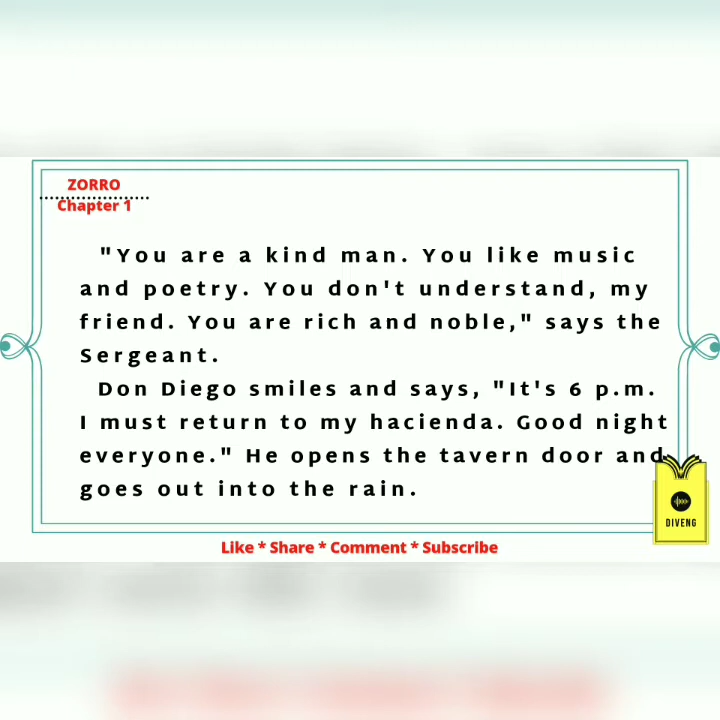 ZORRO
Chapter 1
"You are a kind man. You like music
and poetry. You don't understand, my
friend. You are rich and noble," says the
Sergeant.
Don Diego smiles and says, "It's 6 p.m.
I must return to my hacienda. Good night
everyone." He opens the tavern door and
goes out into the rain.
DIVENG
Like * Share * Comment * Subscribe